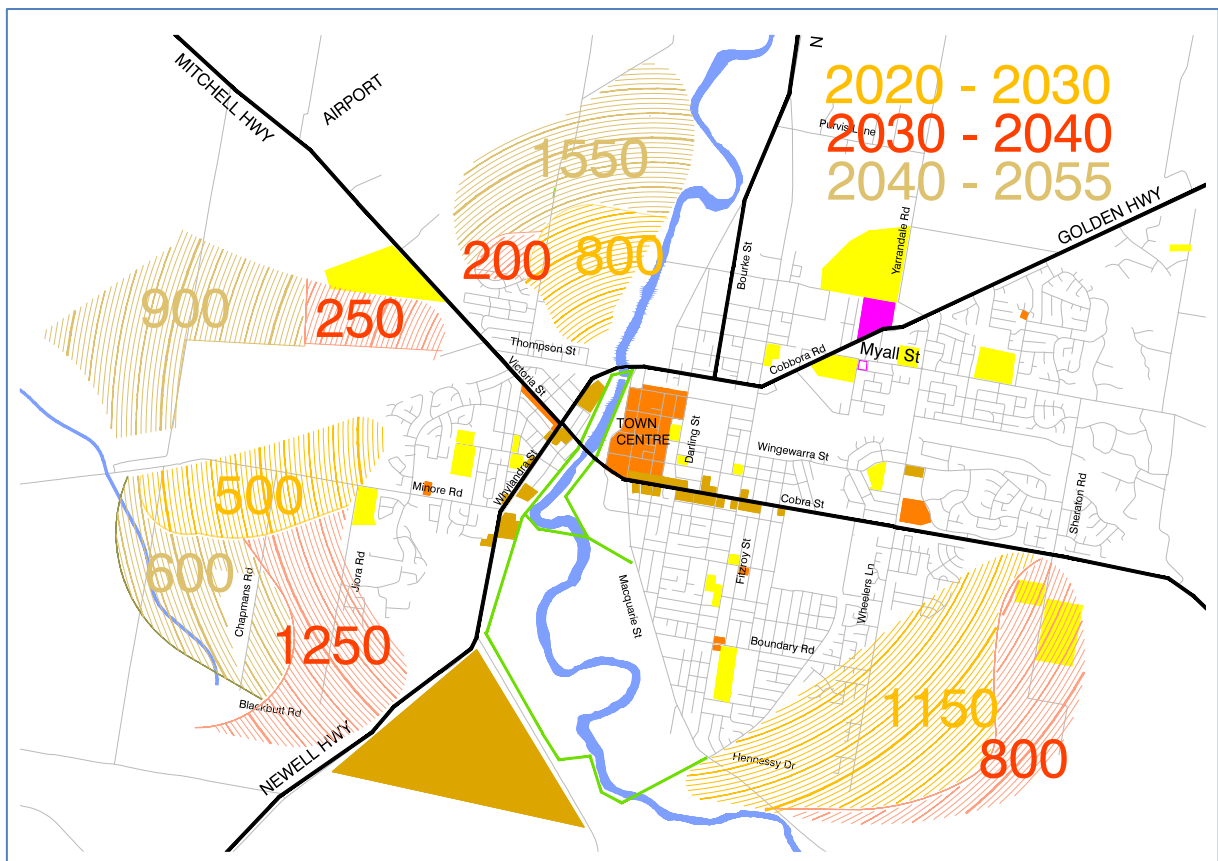 MITCHELL HWY
AIRPORT
N
2020 - 2030
Purvis Lane
2030 - 2040
2040 - 2055
1550
Yarrandale Rd
GOLDEN HWY
200
800
Bourke St
900
250
Thompson St
Victoria St
Cobbora Rd
Myall St
TOWN
CENTRE
Darling St
Wingewarra St
Whylandra St
Minore Rd
Cobra St
Sheraton Rd
500
600
Chapmans Rd
Jiora Rd
Macquarie St
Fitzroy St
Wheelers Ln
Boundary Rd
1250
1150
800
Blackbutt Rd
NEWELL HWY
Hennessy Dr